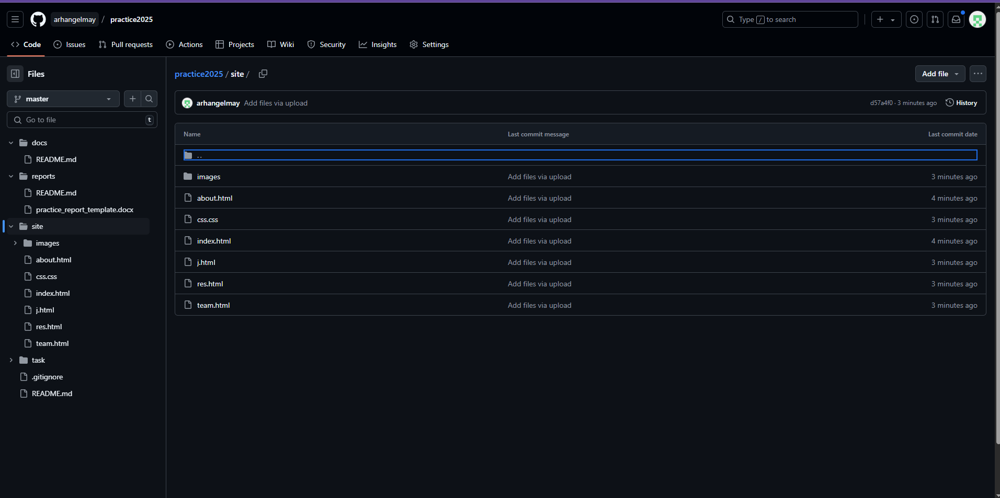 arhangelmay / practice2025
Type / to search
Code Issues Pull requests Actions Projects Wiki Security Insights Settings
Files
master
Go to file t
docs
README.md
reports
README.md
practice_report_template.docx
site
images
about.html
css.css
index.html
j.html
res.html
team.html
task
.gitignore
README.md
practice2025 / site /
Add file
arhangelmay Add files via upload d57a4f0 · 3 minutes ago History
Name Last commit message Last commit date
..
images Add files via upload 3 minutes ago
about.html Add files via upload 4 minutes ago
css.css Add files via upload 3 minutes ago
index.html Add files via upload 4 minutes ago
j.html Add files via upload 3 minutes ago
res.html Add files via upload 3 minutes ago
team.html Add files via upload 3 minutes ago